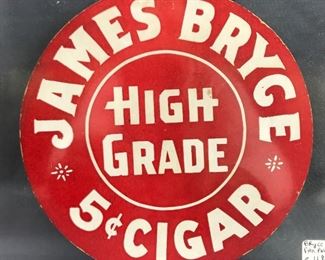 JAMES BRYCE
HIGH
GRADE
5¢ CIGAR